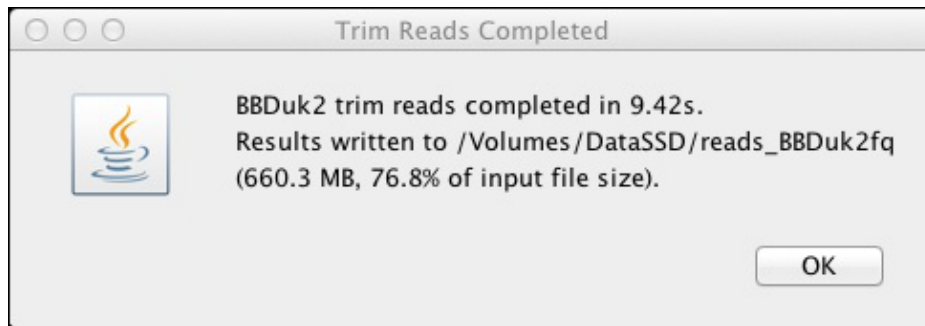 Trim Reads Completed
BBDuk2 trim reads completed in 9.42s.
Results written to /Volumes/DataSSD/reads_BBDuk2fq
(660.3 MB, 76.8% of input file size).
OK